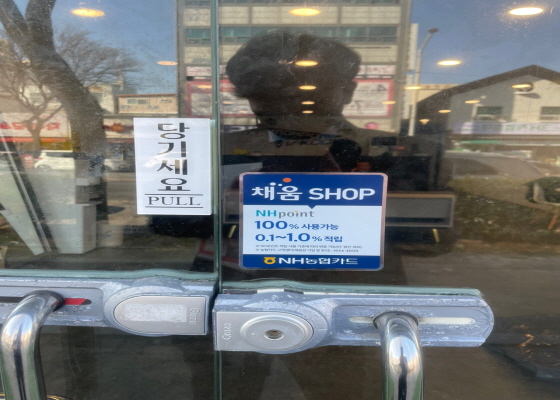 당기세요
PULL
채움 SHOP
NHpoint
100% 사용가능
0.1~1.0% 적립
NH농협카드